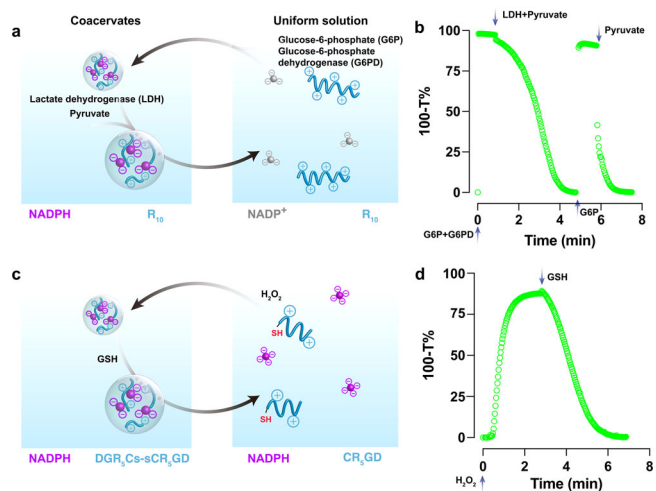 a
Coacervates
Uniform solution
Glucose-6-phosphate (G6P)
Glucose-6-phosphate
dehydrogenase (G6PD)
Lactate dehydrogenase (LDH)
Pyruvate
NADPH
R10
NADP+
R10
b
LDH+Pyruvate
Pyruvate
100-T%
100
75
50
25
0
0
2
4
6
8
G6P
G6P+G6PD
Time (min)
c
H2O2
SH
GSH
SH
NADPH
DGR5Cs-sCR5GD
NADPH
CR5GD
d
GSH
100-T%
100
75
50
25
0
0
2
4
6
8
H2O2
Time (min)